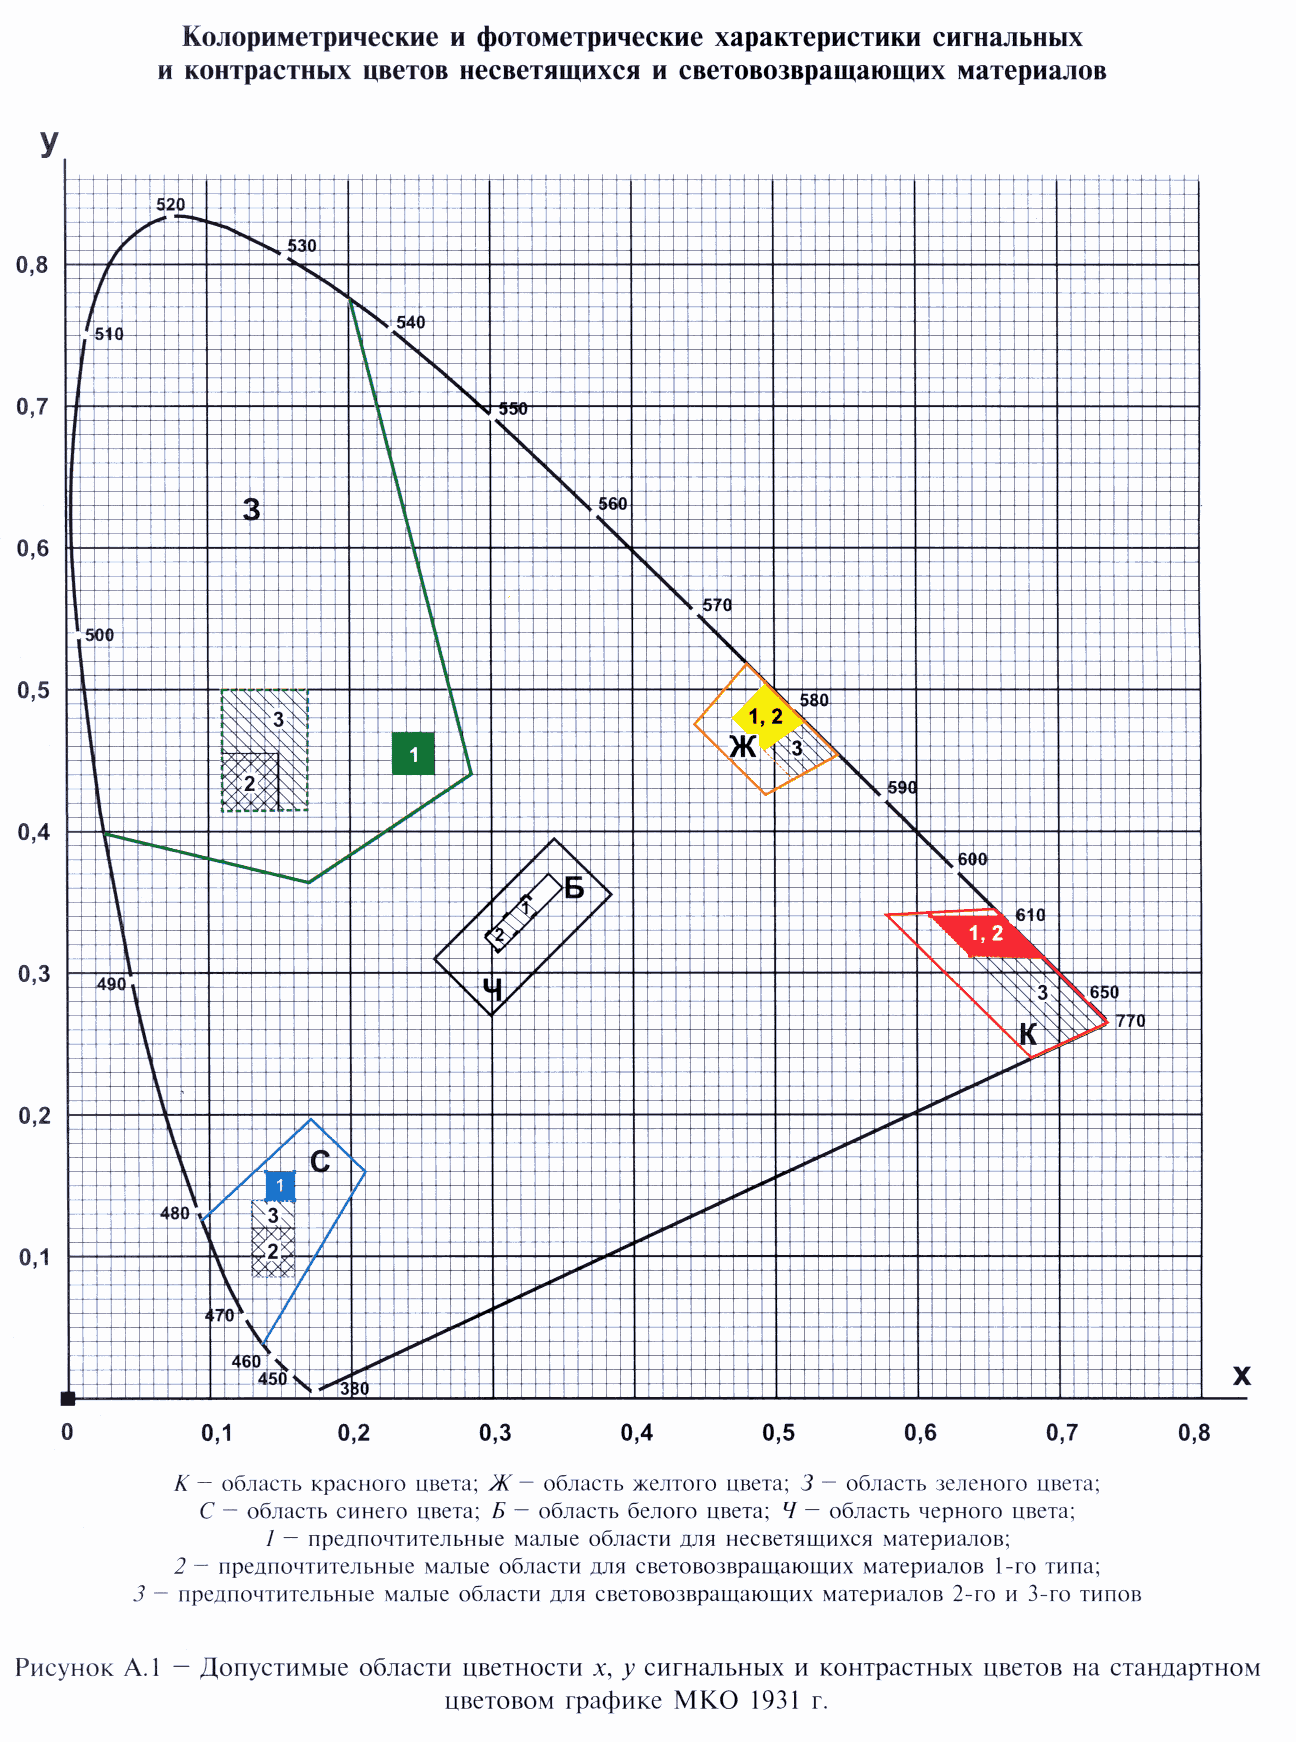 Колориметрические и фотометрические характеристики сигнальных
и контрастных цветов несветящихся и световозвращающих материалов
y
520
530
0,8
540
510
0,7
550
560
З
0,6
570
500
0,5
580
3
1, 2
1
Ж
3
2
590
0,4
600
Б
610
1
1, 2
2
0,3
490
Ч
3
650
770
К
0,2
С
1
480
3
2
0,1
470
460
450
380
x
0
0,1
0,2
0,3
0,4
0,5
0,6
0,7
0,8
К — область красного цвета; Ж — область желтого цвета; З — область зеленого цвета;
С — область синего цвета; Б — область белого цвета; Ч — область черного цвета;
1 — предпочтительные малые области для несветящихся материалов;
2 — предпочтительные малые области для световозвращающих материалов 1-го типа;
3 — предпочтительные малые области для световозвращающих материалов 2-го и 3-го типов
Рисунок А.1 — Допустимые области цветности x, y сигнальных и контрастных цветов на стандартном
цветовом графике МКО 1931 г.